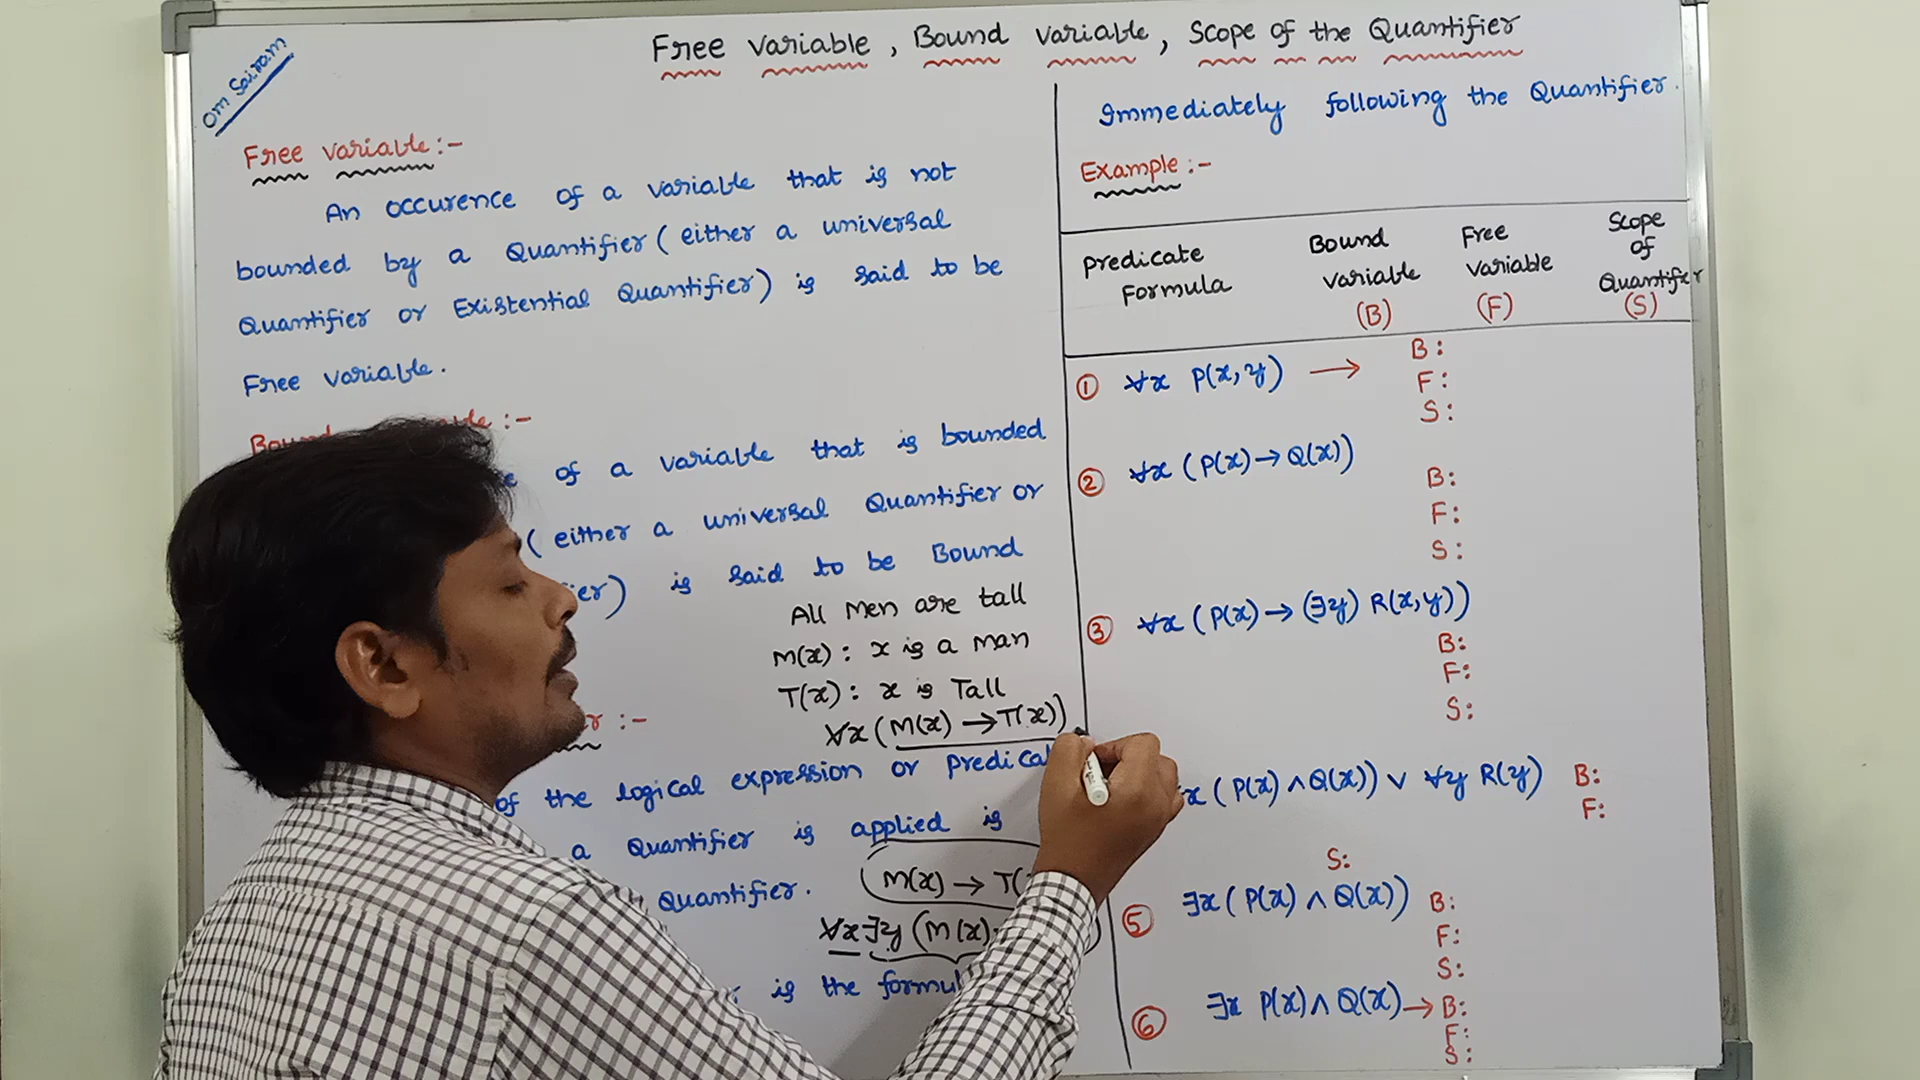 Om Sairam
Free variable, Bound variable, Scope of the Quantifier
Free variable:-
An occurence of a variable that is not
bounded by a Quantifier (either a universal
Quantifier or Existential Quantifier) is said to be
Free variable.
of a variable that is bounded
(either a universal Quantifier or
is said to be Bound
All Men are tall
M(x): x is a man
T(x): x is Tall
∀x (M(x) → T(x))
of the logical expression or
a Quantifier is applied is
Quantifier.
M(x) → T(
∀x ∃y (M(x)
is the
Immediately following the Quantifier.
Example:-
Predicate Formula
Bound variable (B)
Free variable (F)
Scope of Quantifier (S)
① ∀x P(x,y) →
B:
F:
S:
② ∀x (P(x) → Q(x))
B:
F:
S:
③ ∀x (P(x) → (∃y) R(x,y))
B:
F:
S:
x (P(x) ∧ Q(x)) ∨ ∀y R(y) B:
F:
S:
⑤ ∃x (P(x) ∧ Q(x)) B:
F:
S:
⑥ ∃x P(x) ∧ Q(x) → B:
F:
S: